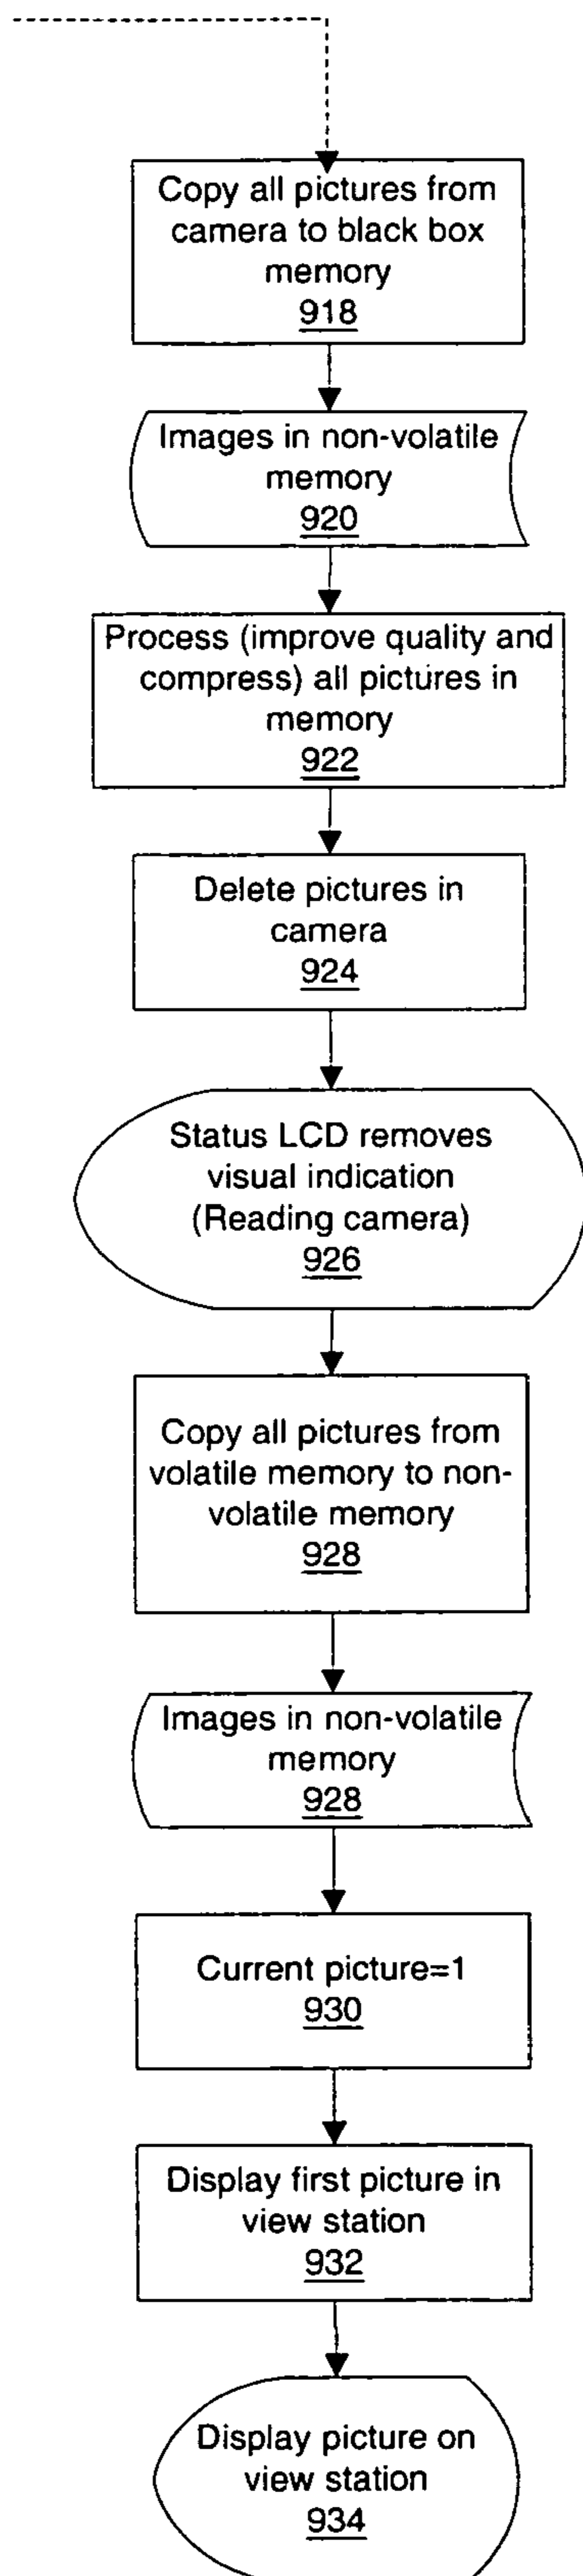 Copy all pictures from
camera to black box
memory
918
Images in non-volatile
memory
920
Process (improve quality and
compress) all pictures in
memory
922
Delete pictures in
camera
924
Status LCD removes
visual indication
(Reading camera)
926
Copy all pictures from
volatile memory to non-
volatile memory
928
Images in non-volatile
memory
928
Current picture=1
930
Display first picture in
view station
932
Display picture on
view station
934